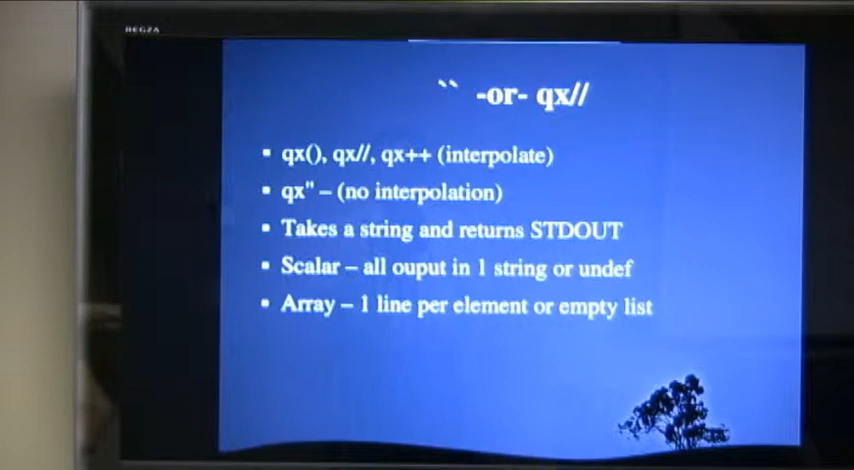 REGZA
`` -or- qx//
▪ qx(), qx//, qx++ (interpolate)
▪ qx'' – (no interpolation)
▪ Takes a string and returns STDOUT
▪ Scalar – all ouput in 1 string or undef
▪ Array – 1 line per element or empty list